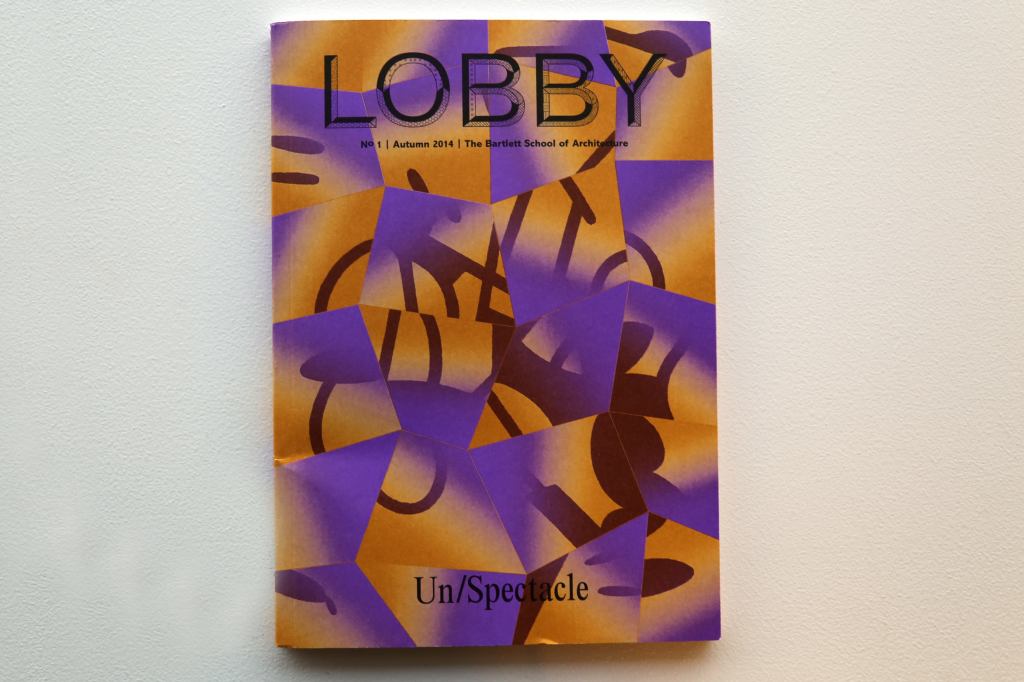 LOBBY
Nº 1 | Autumn 2014 | The Bartlett School of Architecture
Un/Spectacle